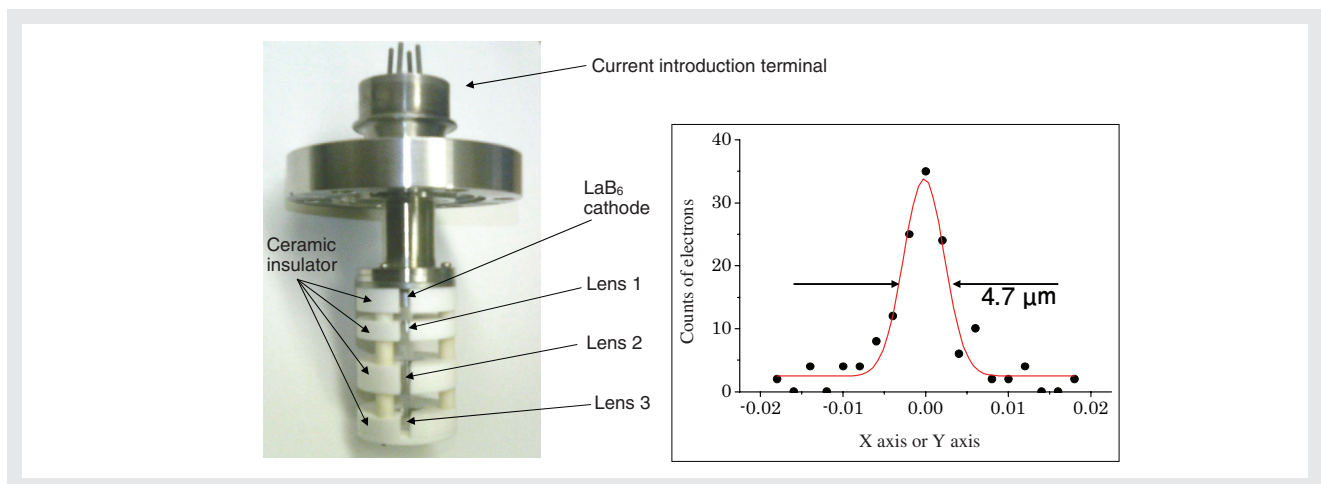 Current introduction terminal
LaB₆
cathode
Ceramic
insulator
Lens 1
Lens 2
Lens 3
40
30
20
10
0
Counts of electrons
4.7 μm
-0.02
-0.01
0.00
0.01
0.02
X axis or Y axis